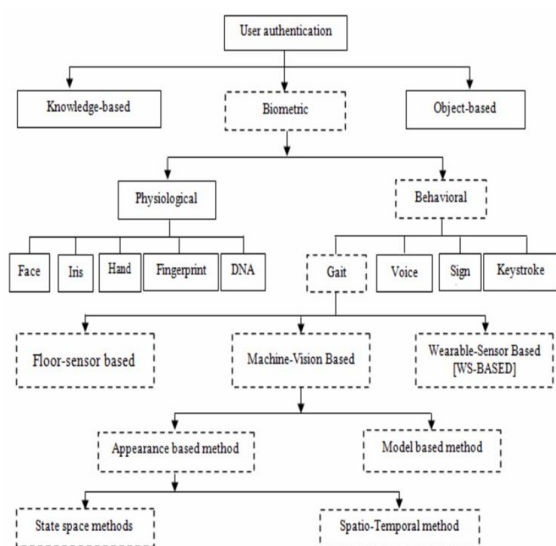 User authentication
Knowledge-based
Biometric
Object-based
Physiological
Behavioral
Face
Iris
Hand
Fingerprint
DNA
Gait
Voice
Sign
Keystroke
Floor-sensor based
Machine-Vision Based
Wearable-Sensor Based
[WS-BASED]
Appearance based method
Model based method
State space methods
Spatio-Temporal method